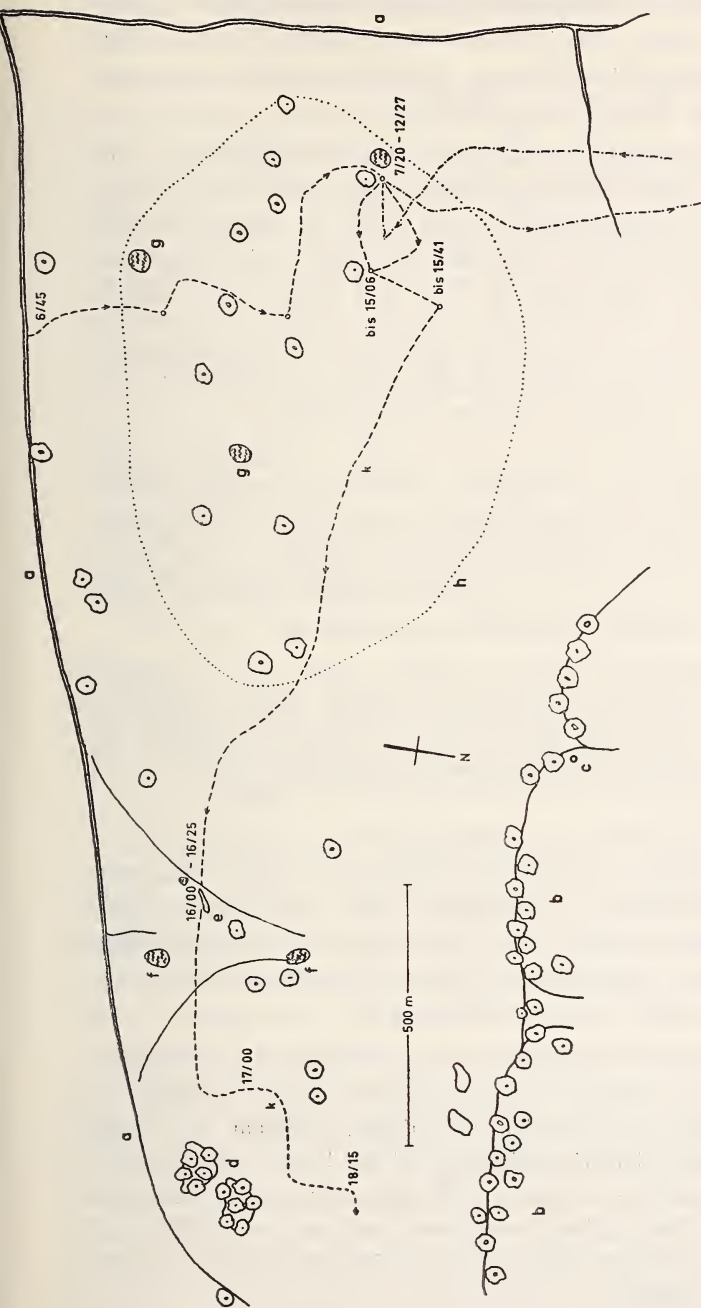 a
6/45
a
f
g
16/00 – 16/25
e
d
g
17/00
k
f
18/15
k
bis 15/06
a
7/20 – 12/27
500 m
bis 15/41
N
h
b
b
c